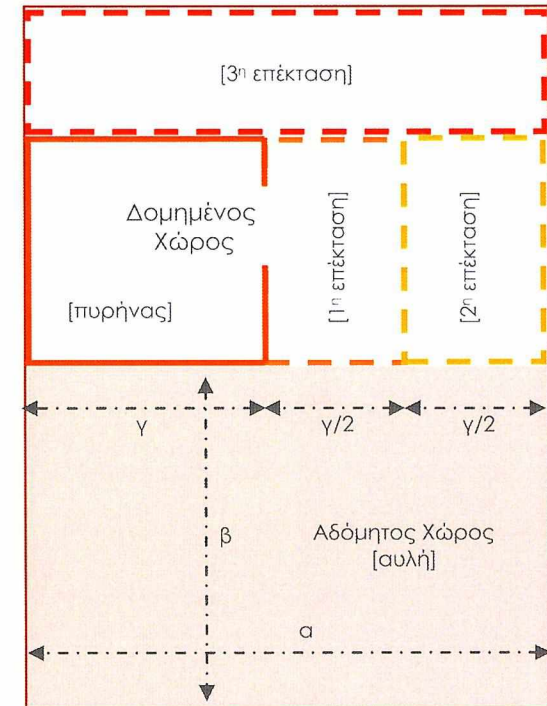 [3η επέκταση]
Δομημένος
Χώρος
[πυρήνας]
[1η επέκταση]
[2η επέκταση]
γ
γ/2
γ/2
β
Αδόμητος Χώρος
[αυλή]
α